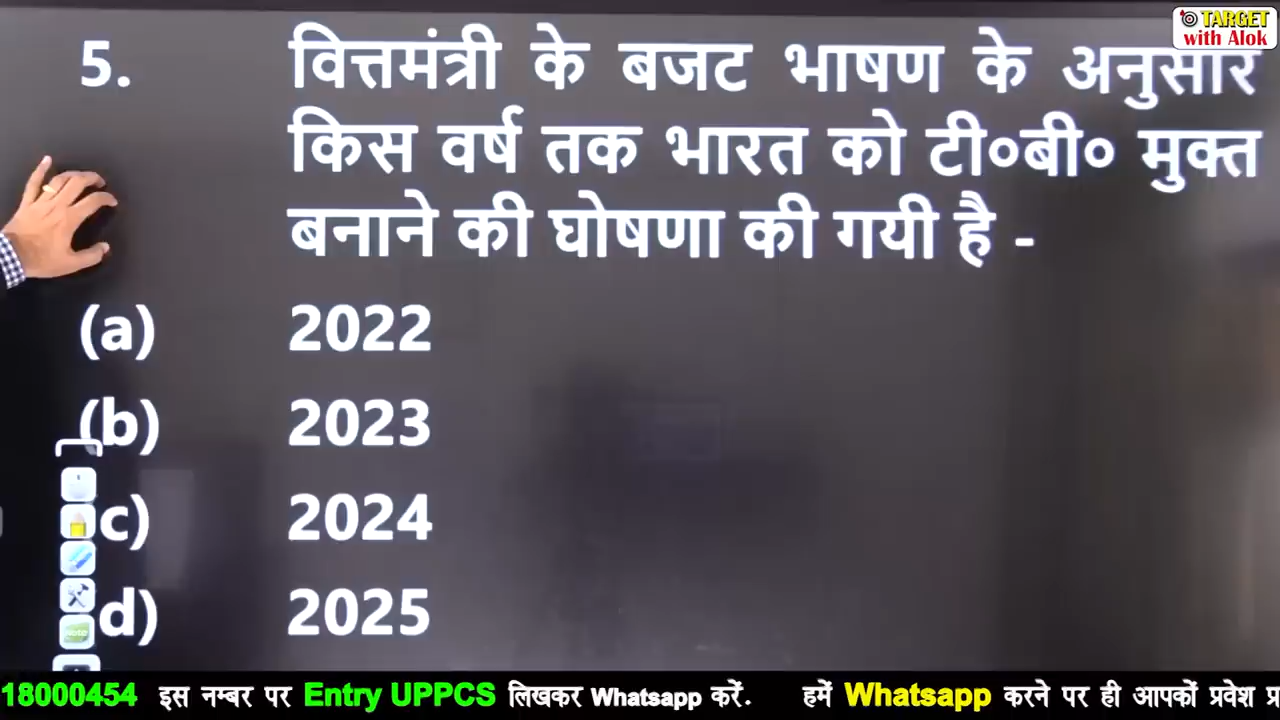 TARGET
with Alok
5. वित्तमंत्री के बजट भाषण के अनुसार
किस वर्ष तक भारत को टी०बी० मुक्त
बनाने की घोषणा की गयी है -
(a) 2022
(b) 2023
c) 2024
d) 2025
18000454 इस नम्बर पर Entry UPPCS लिखकर Whatsapp करें. हमें Whatsapp करने पर ही आपकों प्रवेश प्र